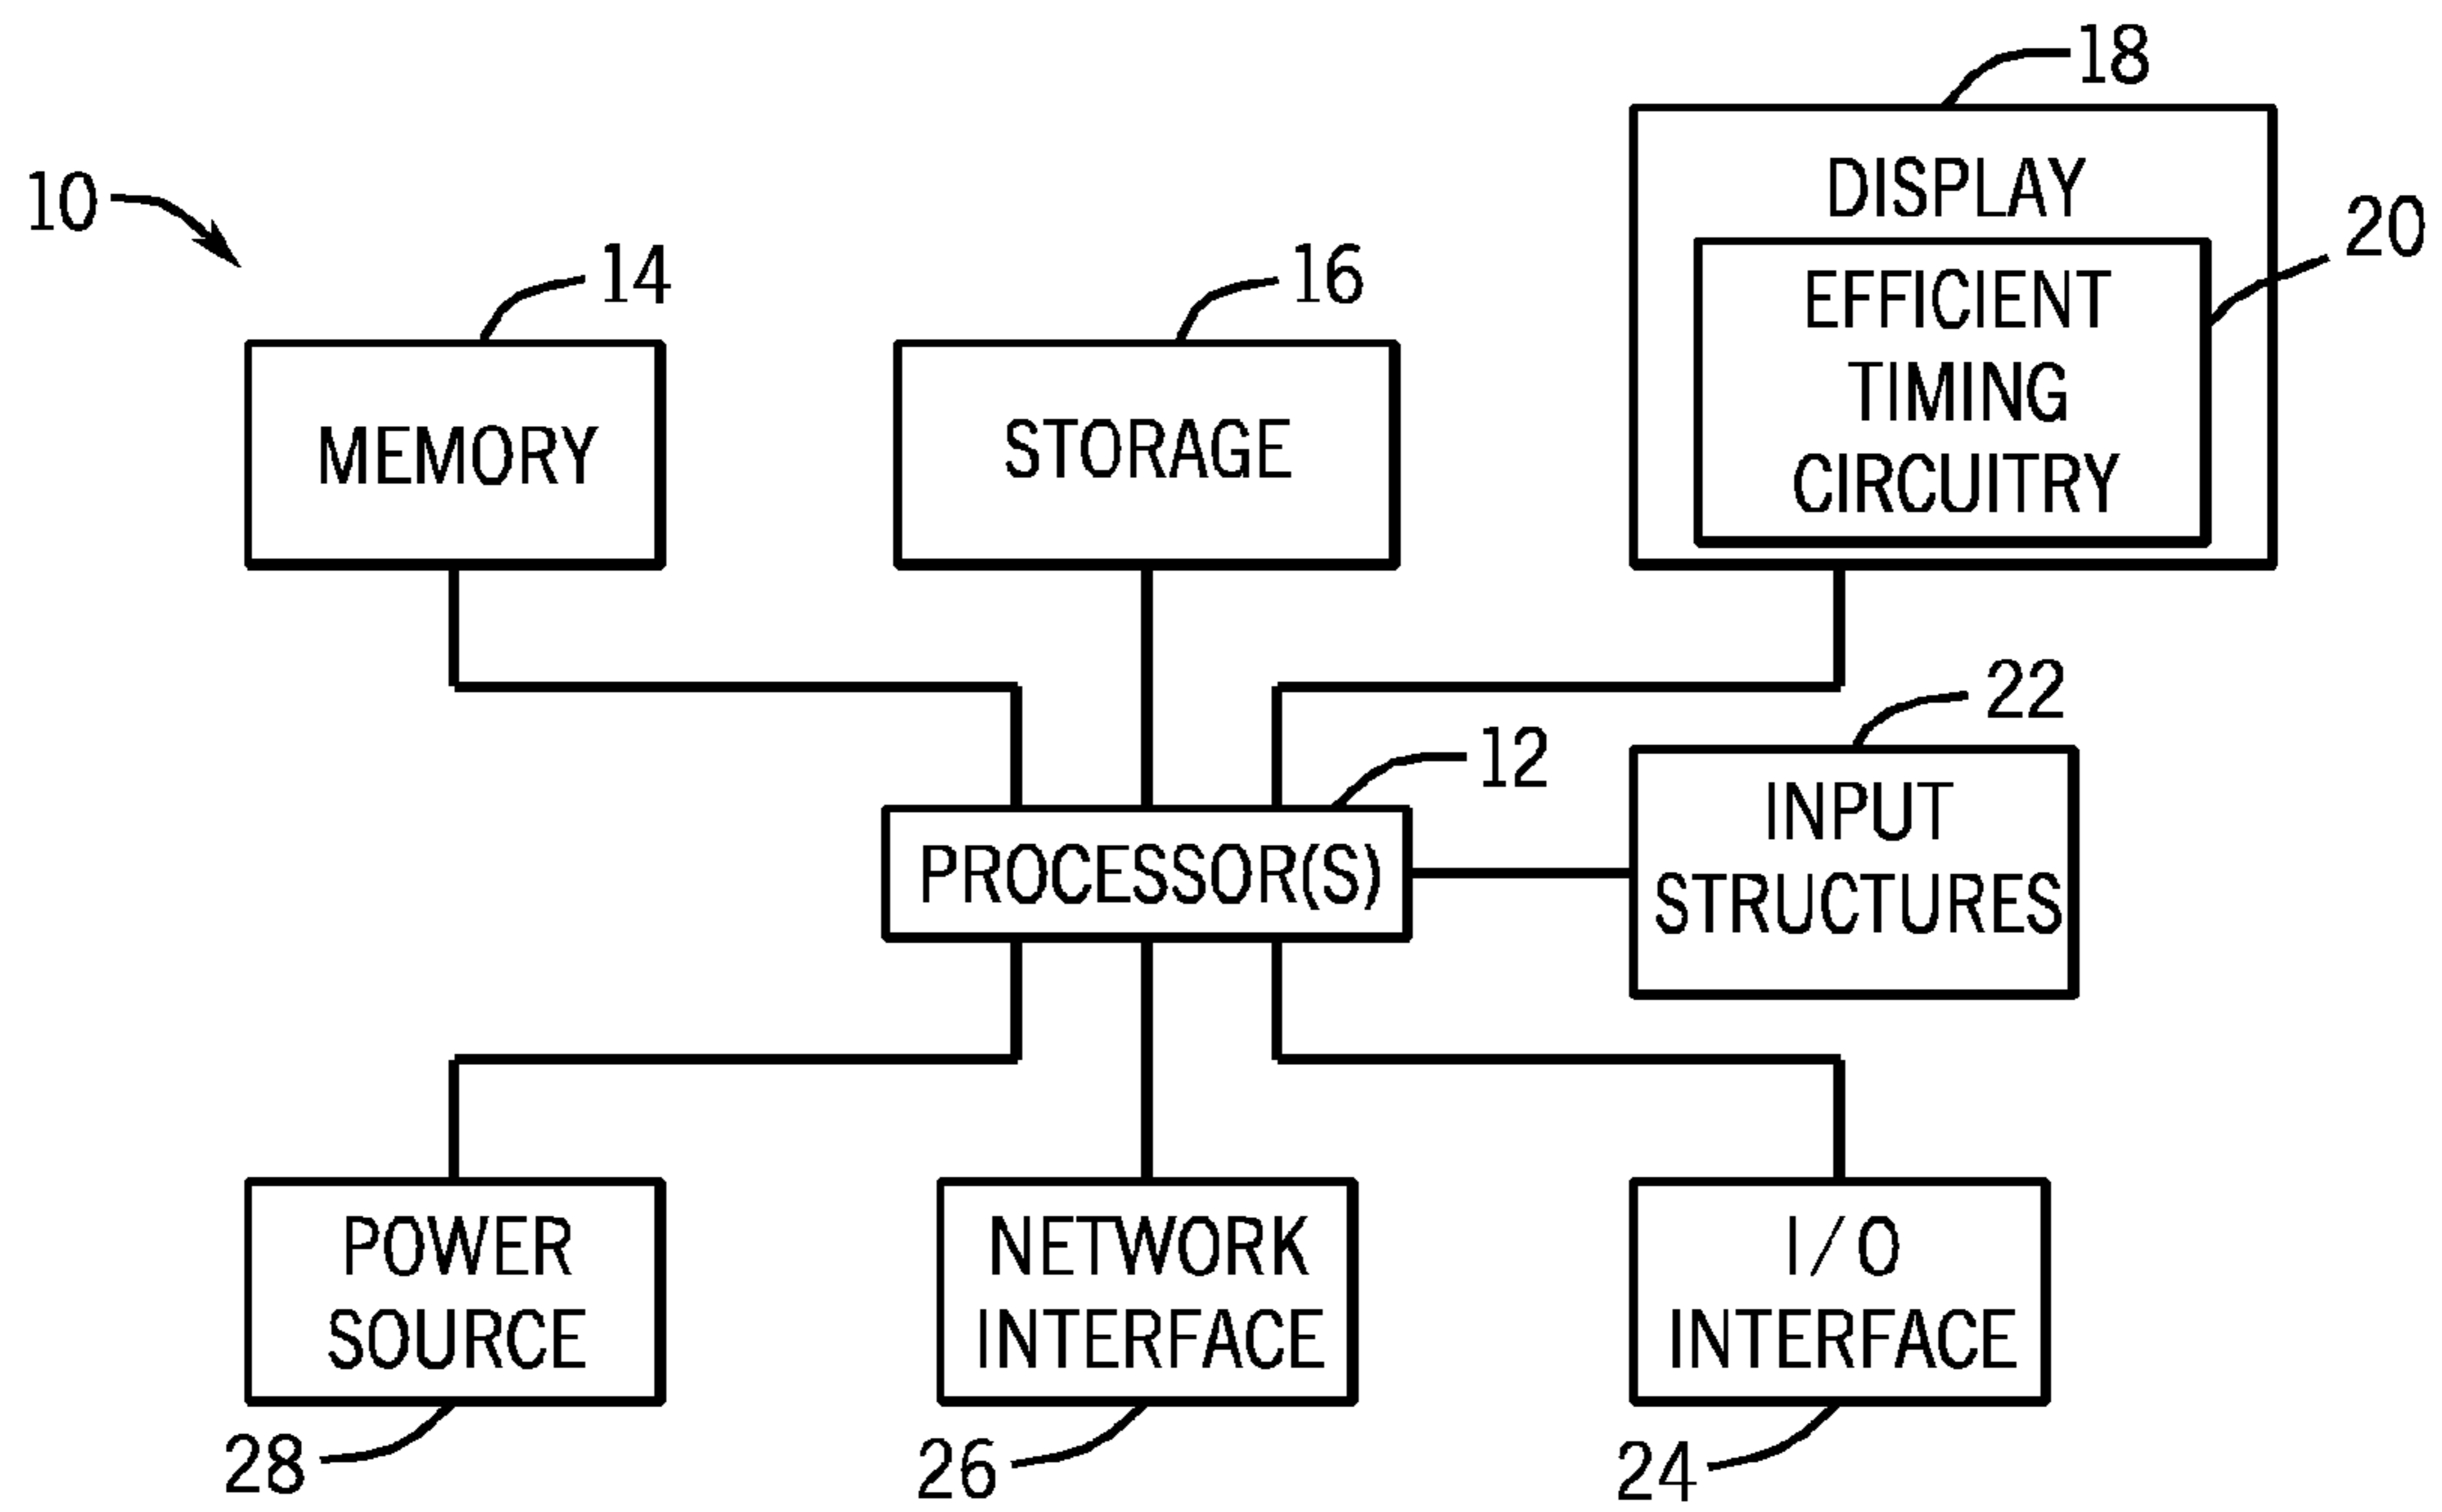 18
10
DISPLAY
20
14
16
EFFICIENT
TIMING
CIRCUITRY
MEMORY
STORAGE
22
12
INPUT
STRUCTURES
PROCESSOR(S)
POWER
SOURCE
NETWORK
INTERFACE
I/O
INTERFACE
28
26
24